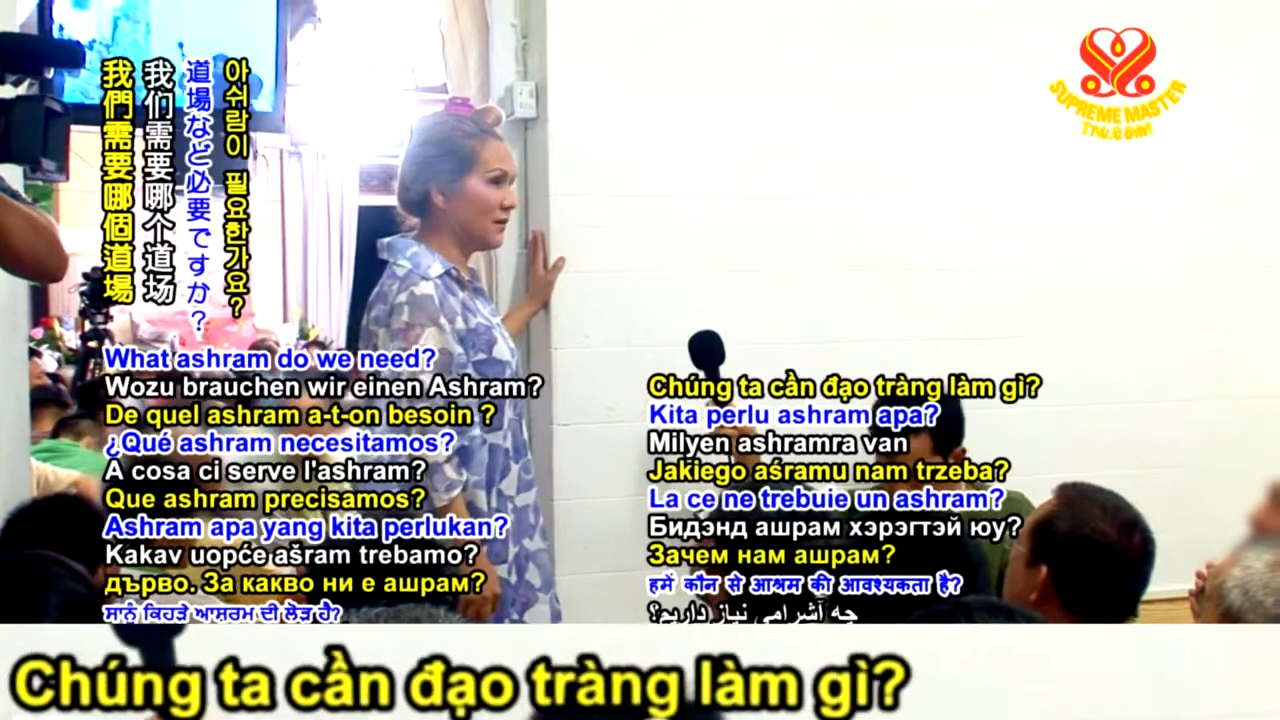 我們需要哪個道場
我们需要哪个道场
道場など必要ですか？
아쉬람이 필요한가요?
SUPREME MASTER
What ashram do we need?
Wozu brauchen wir einen Ashram?
De quel ashram a-t-on besoin ?
¿Qué ashram necesitamos?
A cosa ci serve l'ashram?
Que ashram precisamos?
Ashram apa yang kita perlukan?
Kakav uopće ašram trebamo?
дърво. За какво ни е ашрам?
ਸਾਨੂੰ ਕਿਹੜੇ ਆਸ਼ਰਮ ਦੀ ਲੋੜ ਹੈ?
Chúng ta cần đạo tràng làm gì?
Kita perlu ashram apa?
Milyen ashramra van
Jakiego aśramu nam trzeba?
La ce ne trebuie un ashram?
Бидэнд ашрам хэрэгтэй юу?
Зачем нам ашрам?
हमें कौन से आश्रम की आवश्यकता है?
چه آشرامی نیاز داریم؟
Chúng ta cần đạo tràng làm gì?